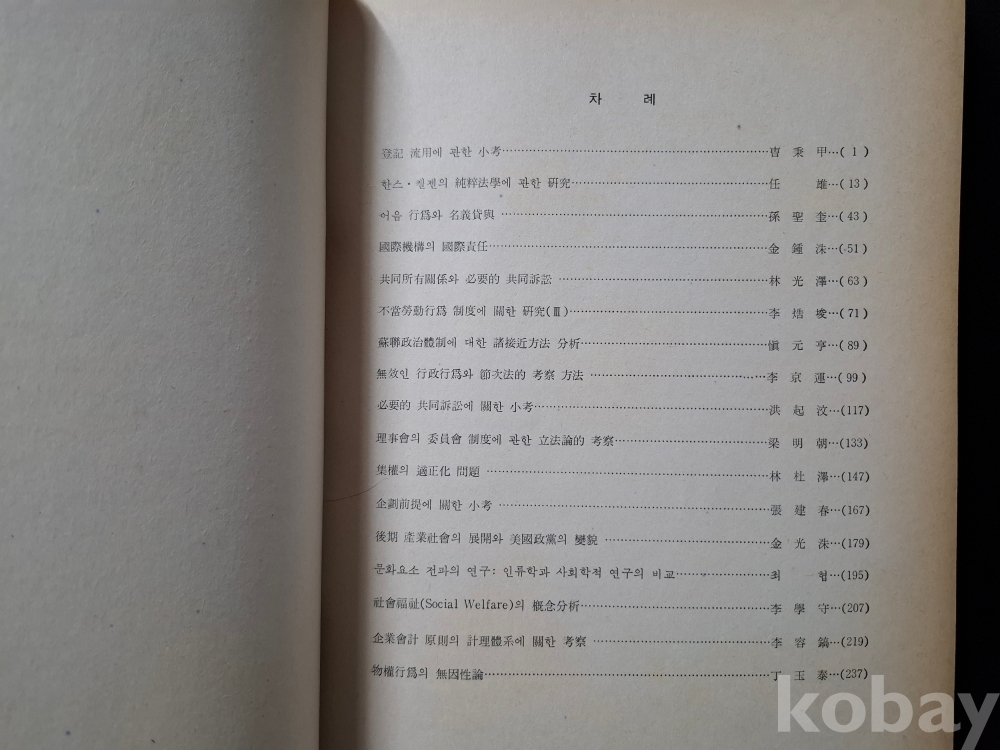 차 례
登記 流用에 관한 小考……(1)
한스·켈젠의 純粹法學에 관한 硏究……任 雄…(13)
어음 行爲와 名義貸與……孫 聖 奎…(43)
國際機構의 國際責任……金 鍾 洙…(51)
共同所有關係와 必要的 共同訴訟……林 光 澤…(63)
不當勞動行爲 制度에 關한 硏究(Ⅲ)……李 …(71)
蘇聯政治體制에 대한 諸接近方法 分析……愼 元 亨…(89)
無效인 行政行爲와 節次法的 考察 方法……李 京 運…(99)
必要的 共同訴訟에 關한 小考……洪 起 汶…(117)
理事會의 委員會 制度에 관한 立法論的 考察……梁 明 朝…(133)
集權의 適正化 問題……林 杜 澤…(147)
企劃前提에 關한 小考……張 建 春…(167)
後期 產業社會의 展開와 美國政黨의 變貌……金 光 洙…(179)
문화요소 전파의 연구: 인류학과 사회학적 연구의 비교……최 협…(195)
社會福祉(Social Welfare)의 槪念分析……李 學 守…(207)
企業會計 原則의 計理體系에 關한 考察……李 容 鎬…(219)
物權行爲의 無因性論……丁 玉 泰…(237)
kobay